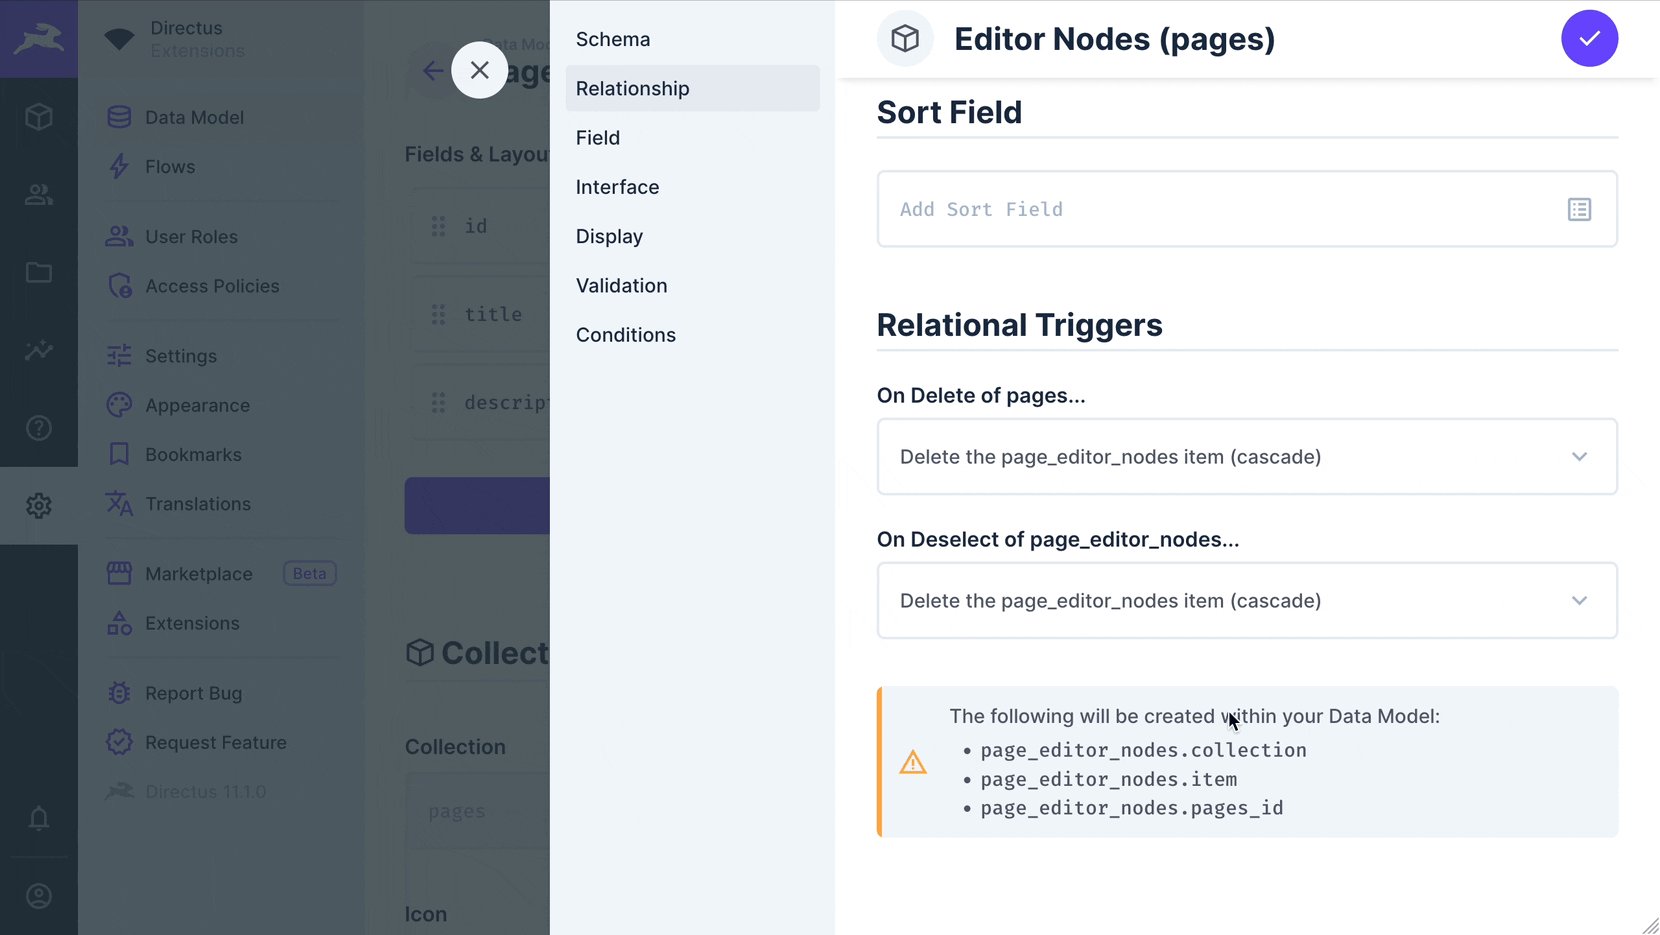 Directus
Extensions
Data Model
Flows
User Roles
Access Policies
Settings
Appearance
Bookmarks
Translations
Marketplace
Beta
Extensions
Report Bug
Request Feature
Directus 11.1.0
Data Mod
age
Fields & Layou
id
title
descript
Collect
Collection
pages
Icon
Schema
Relationship
Field
Interface
Display
Validation
Conditions
Editor Nodes (pages)
Sort Field
Add Sort Field
Relational Triggers
On Delete of pages...
Delete the page_editor_nodes item (cascade)
On Deselect of page_editor_nodes...
Delete the page_editor_nodes item (cascade)
The following will be created within your Data Model:
• page_editor_nodes.collection
• page_editor_nodes.item
• page_editor_nodes.pages_id